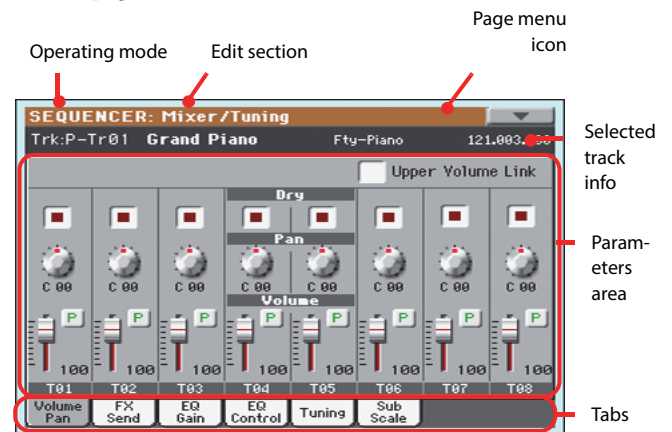 Page menu
icon
Operating mode
Edit section
SEQUENCER: Mixer/Tuning
Trk:P-Tr01 Grand Piano Fty-Piano 121.003.
Selected
track
info
Upper Volume Link
Dry
Pan
C 00 C 00 C 00 C 00 C 00 C 00 C 00 C 00
Param-
eters
area
Volume
P P P P P P P P
100 100 100 100 100 100 100 100
T01 T02 T03 T04 T05 T06 T07 T08
Volume Pan FX Send EQ Gain EQ Control Tuning Sub Scale
Tabs